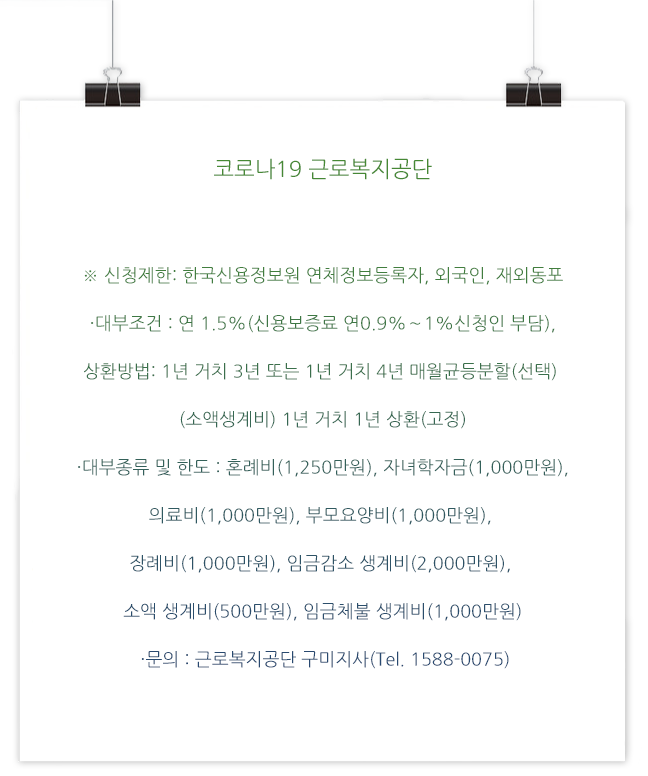 코로나19 근로복지공단
※ 신청제한: 한국신용정보원 연체정보등록자, 외국인, 재외동포
·대부조건 : 연 1.5%(신용보증료 연0.9%~1%신청인 부담),
상환방법: 1년 거치 3년 또는 1년 거치 4년 매월균등분할(선택)
(소액생계비) 1년 거치 1년 상환(고정)
·대부종류 및 한도 : 혼례비(1,250만원), 자녀학자금(1,000만원),
의료비(1,000만원), 부모요양비(1,000만원),
장례비(1,000만원), 임금감소 생계비(2,000만원),
소액 생계비(500만원), 임금체불 생계비(1,000만원)
·문의 : 근로복지공단 구미지사(Tel. 1588-0075)